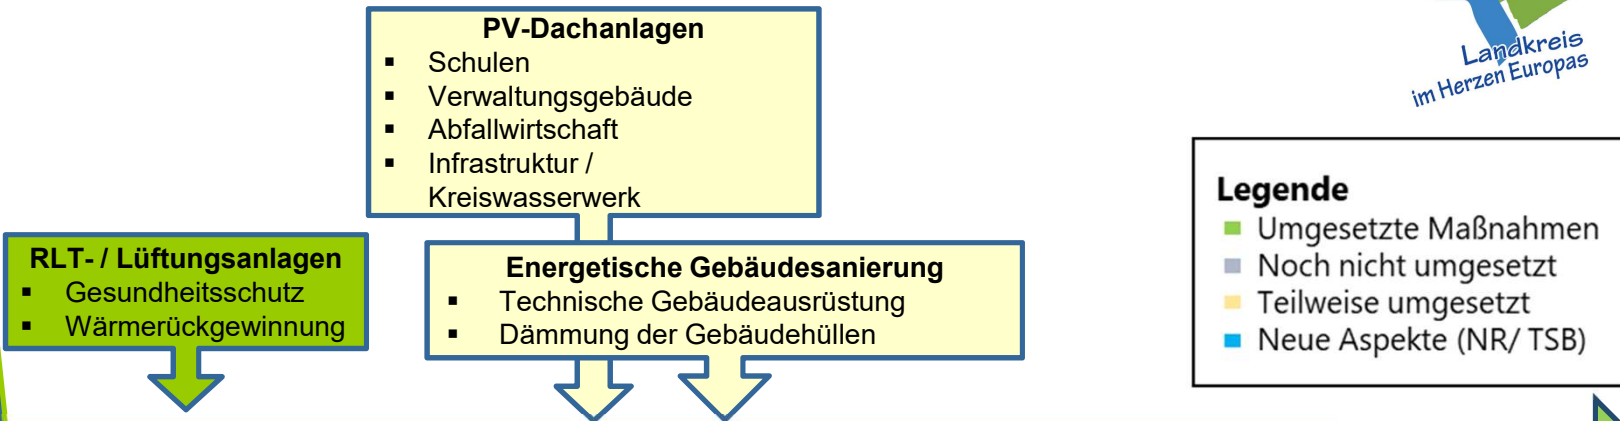 PV-Dachanlagen
▪ Schulen
▪ Verwaltungsgebäude
▪ Abfallwirtschaft
▪ Infrastruktur /
Kreiswasserwerk
Landkreis
im Herzen Europas
RLT- / Lüftungsanlagen
▪ Gesundheitsschutz
▪ Wärmerückgewinnung
Energetische Gebäudesanierung
▪ Technische Gebäudeausrüstung
▪ Dämmung der Gebäudehüllen
Legende
Umgesetzte Maßnahmen
Noch nicht umgesetzt
Teilweise umgesetzt
Neue Aspekte (NR/ TSB)